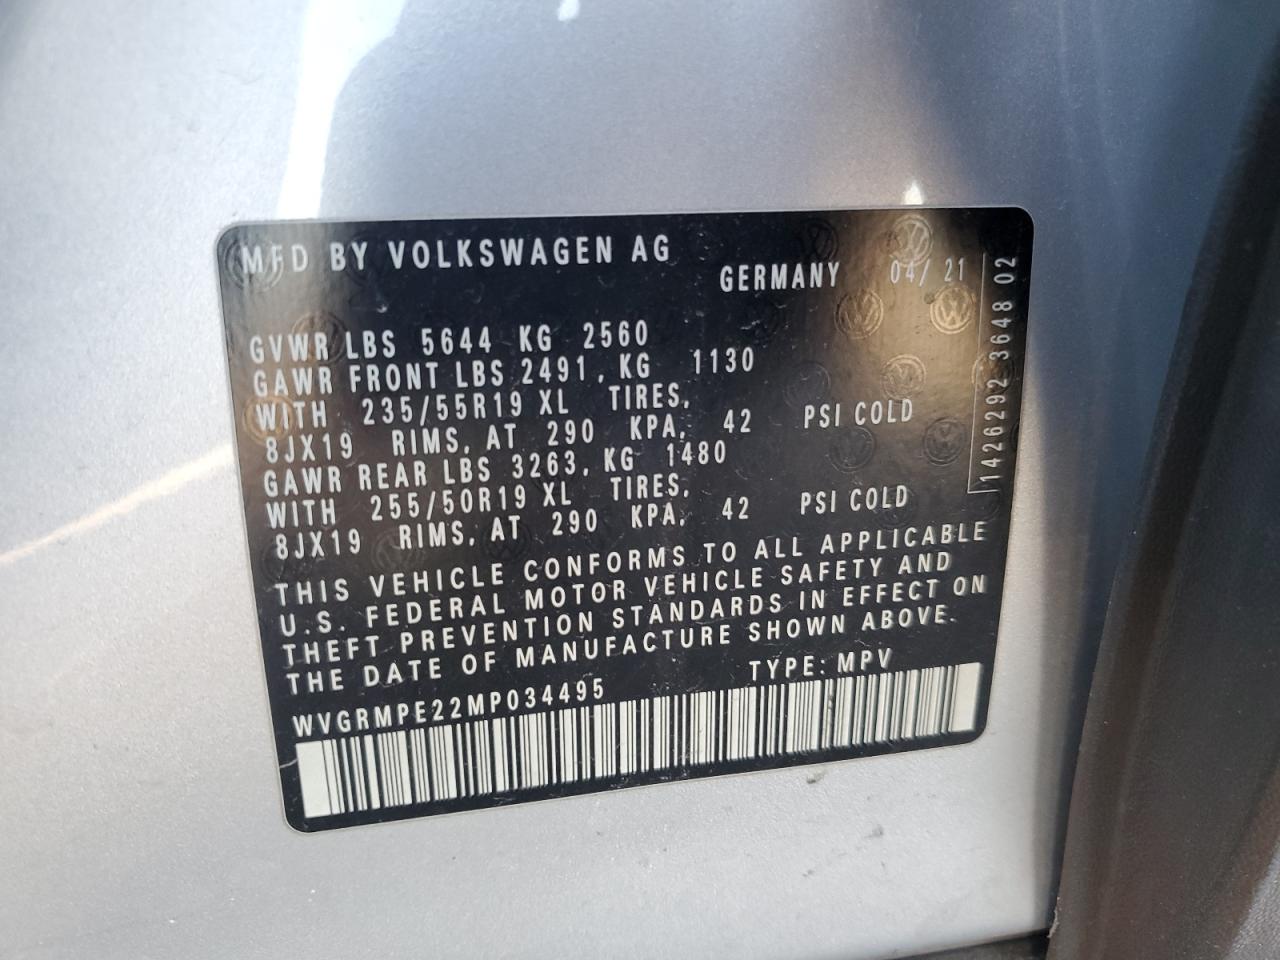 MFD BY VOLKSWAGEN AG
GERMANY 04/21
GVWR LBS 5644 KG 2560
GAWR FRONT LBS 2491, KG 1130
WITH 235/55R19 XL TIRES,
8JX19 RIMS, AT 290 KPA, 42 PSI COLD
GAWR REAR LBS 3263, KG 1480
WITH 255/50R19 XL TIRES,
8JX19 RIMS, AT 290 KPA, 42 PSI COLD
THIS VEHICLE CONFORMS TO ALL APPLICABLE
U.S. FEDERAL MOTOR VEHICLE SAFETY AND
THEFT PREVENTION STANDARDS IN EFFECT ON
THE DATE OF MANUFACTURE SHOWN ABOVE.
WVGRMPE22MP034495 TYPE: MPV
1426292 3648 02